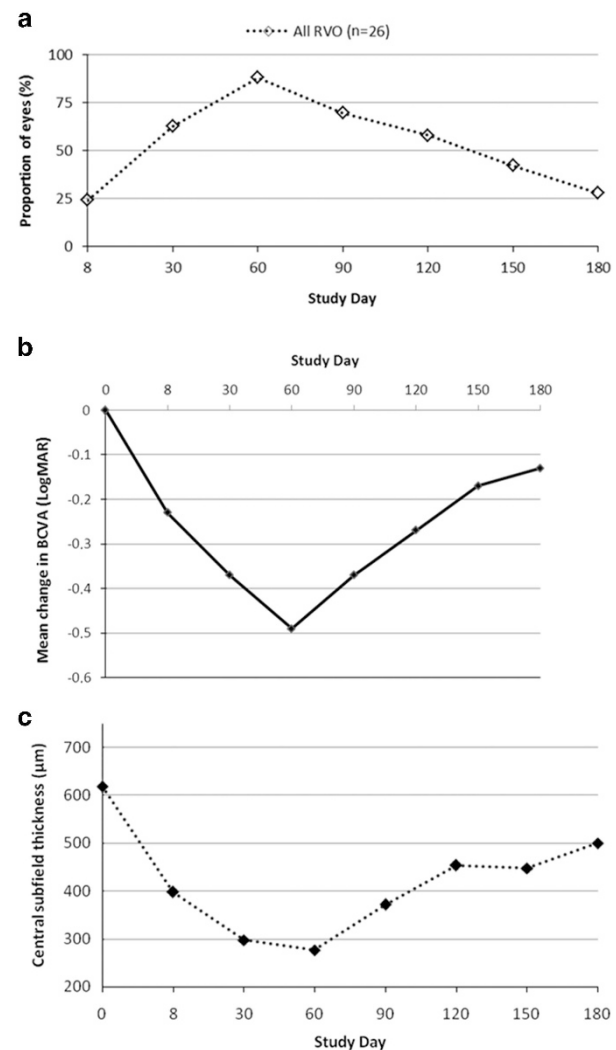 a
All RVO (n=26)
Proportion of eyes (%)
100
75
50
25
0
8 30 60 90 120 150 180
Study Day
b
Study Day
0 8 30 60 90 120 150 180
Mean change in BCVA (LogMAR)
0
-0.1
-0.2
-0.3
-0.4
-0.5
-0.6
c
Central subfield thickness (µm)
700
600
500
400
300
200
0 8 30 60 90 120 150 180
Study Day